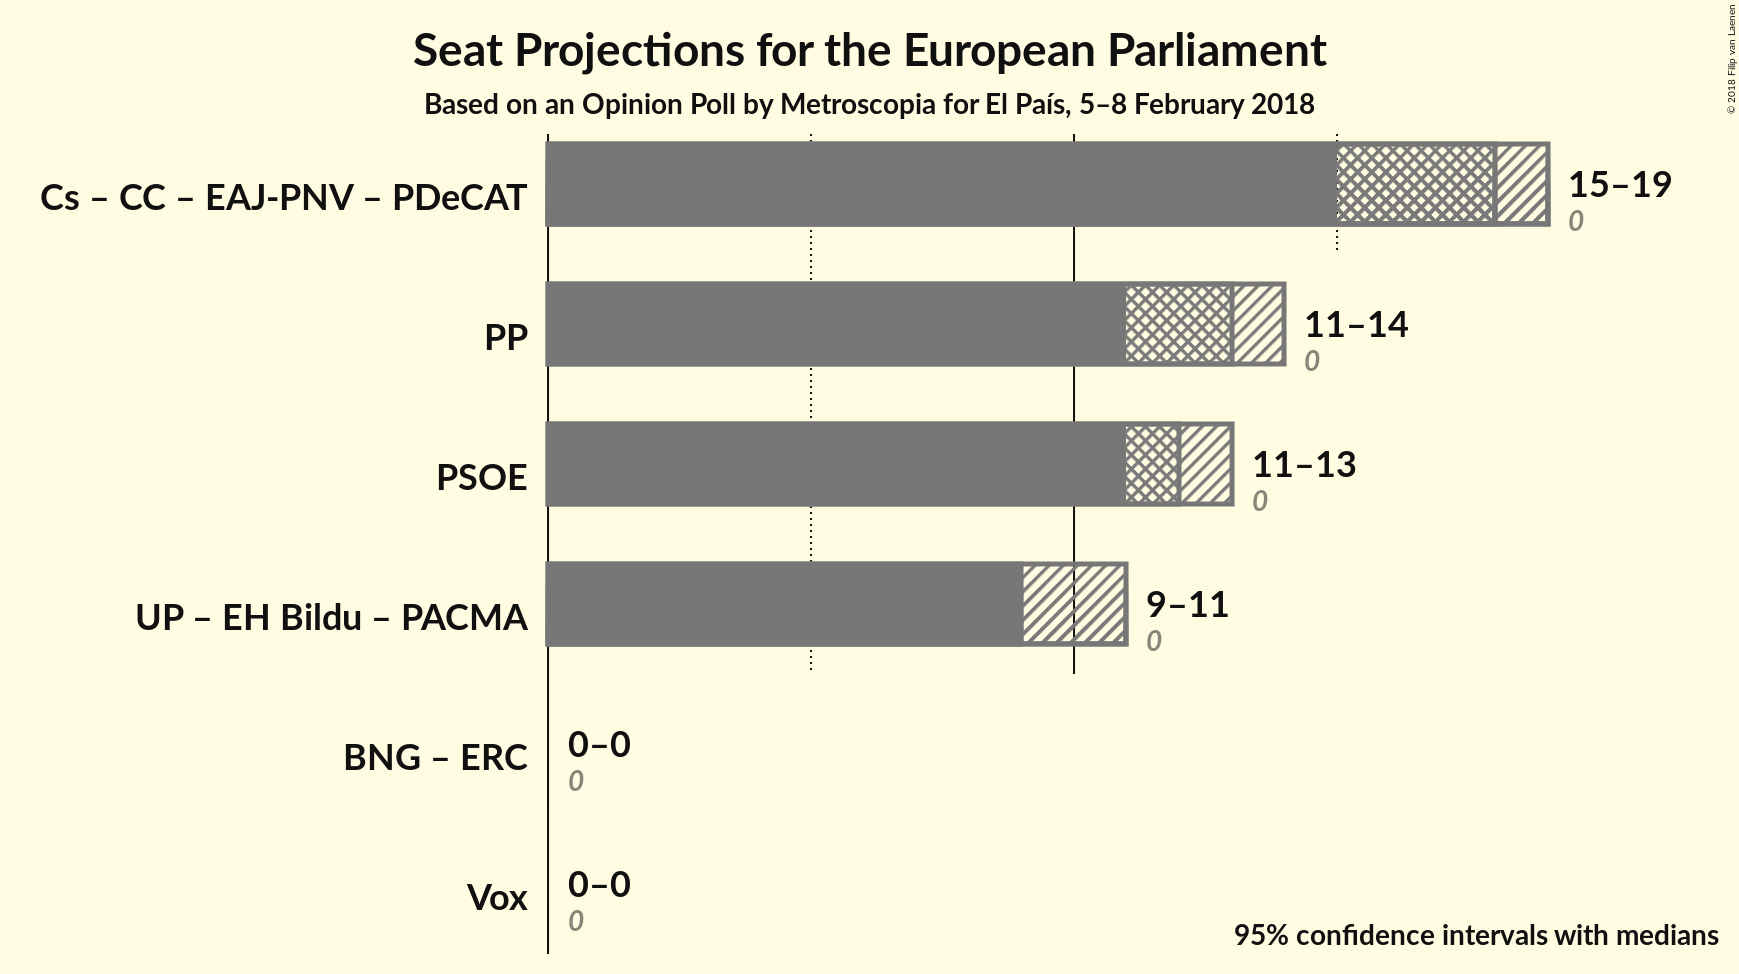 Seat Projections for the European Parliament
Based on an Opinion Poll by Metroscopia for El País, 5–8 February 2018
© 2018 Filip van Laenen
Cs – CC – EAJ-PNV – PDeCAT
15–19
0
PP
11–14
0
PSOE
11–13
0
UP – EH Bildu – PACMA
9–11
0
BNG – ERC
0–0
0
Vox
0–0
0
95% confidence intervals with medians